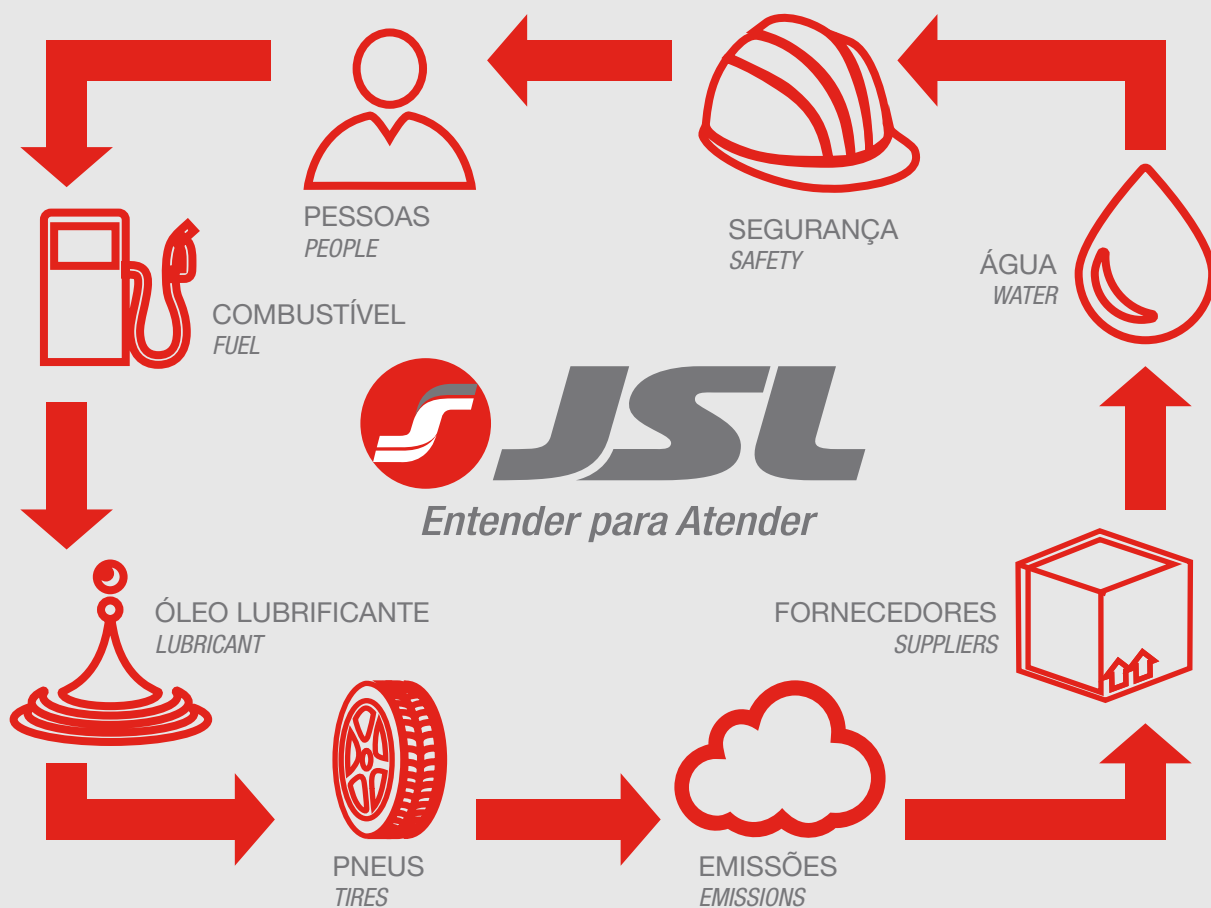 PESSOAS
PEOPLE
SEGURANÇA
SAFETY
ÁGUA
WATER
COMBUSTÍVEL
FUEL
JSL
Entender para Atender
ÓLEO LUBRIFICANTE
LUBRICANT
FORNECEDORES
SUPPLIERS
PNEUS
TIRES
EMISSÕES
EMISSIONS